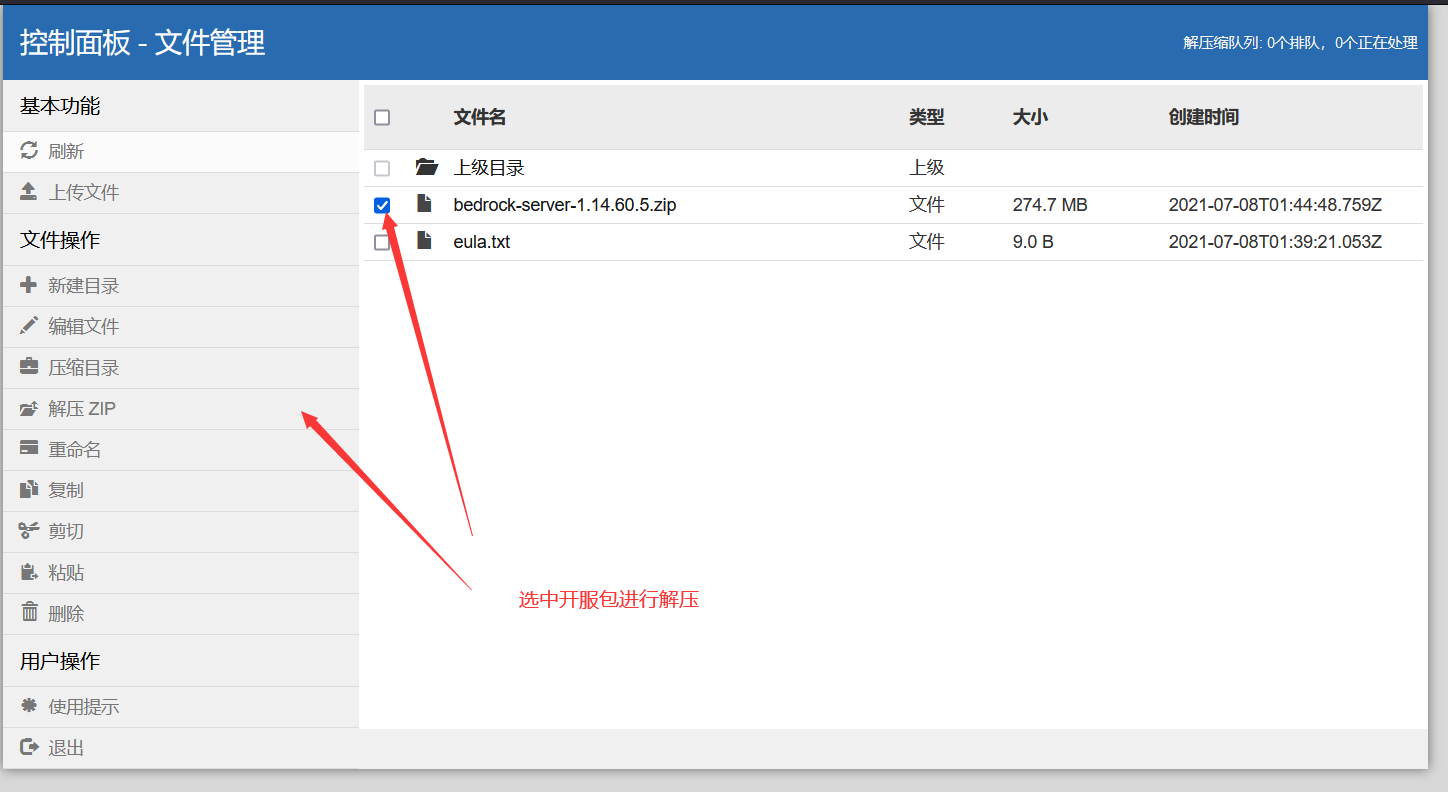 控制面板 - 文件管理
解压缩队列: 0个排队，0个正在处理
基本功能
刷新
上传文件
文件操作
新建目录
编辑文件
压缩目录
解压 ZIP
重命名
复制
剪切
粘贴
删除
用户操作
使用提示
退出
文件名 类型 大小 创建时间
上级目录 上级
bedrock-server-1.14.60.5.zip 文件 274.7 MB 2021-07-08T01:44:48.759Z
eula.txt 文件 9.0 B 2021-07-08T01:39:21.053Z
选中开服包进行解压